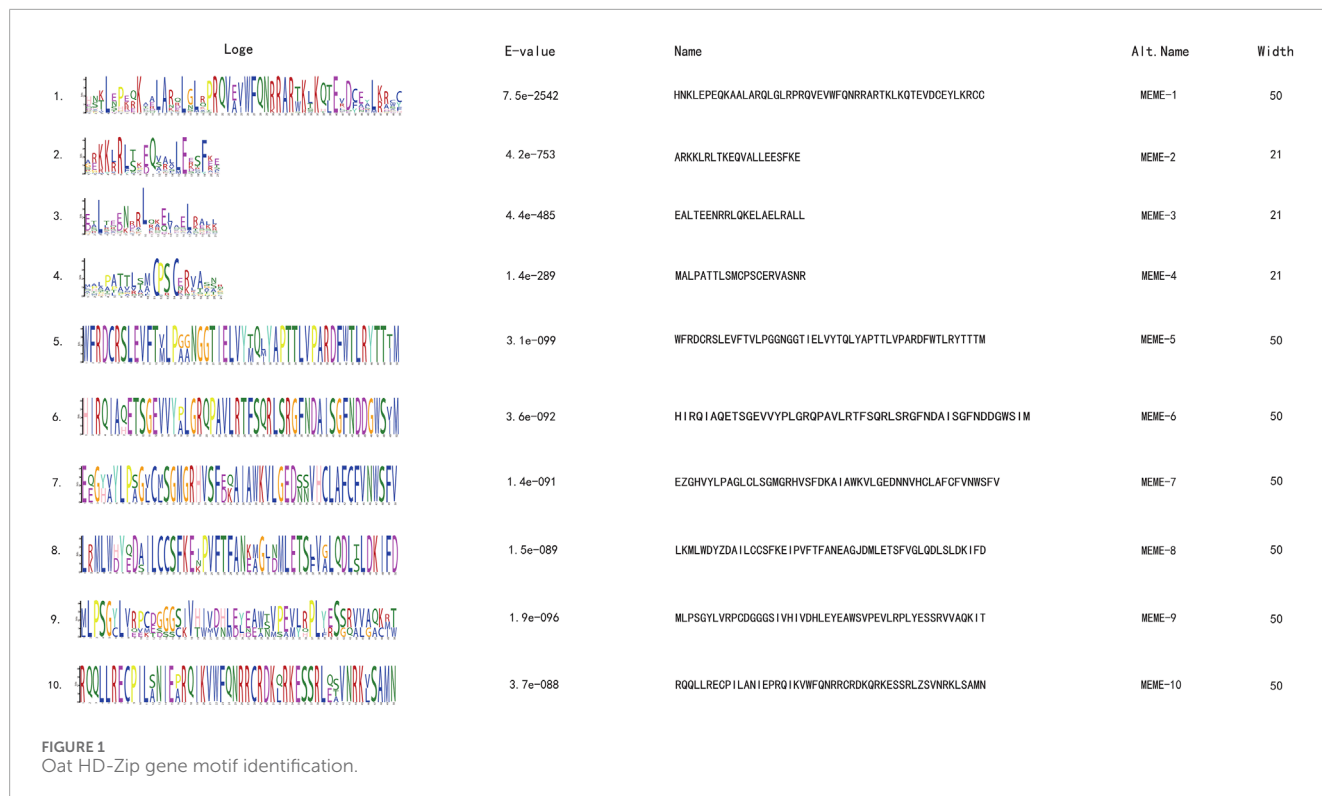 Loge E-value Name Alt.Name Width
1. 7.5e-2542 HNKLEPEQKAALARQLGLRPRQVEVWFQNRRARTKLKQTEVDCEYLKRCC MEME-1 50
2. 4.2e-753 ARKKLRLTKEQVALLEESFKE MEME-2 21
3. 4.4e-485 EALTEENRRLQKELAELRALL MEME-3 21
4. 1.4e-289 MALPATTLSMCPSCERVASNR MEME-4 21
5. 3.1e-099 WFRDCRSLEVFTVLPGGNGGTIELVYTQLYAPTTLVPARDFWTLRYTTTM MEME-5 50
6. 3.6e-092 HIRQIAQETSGEVVYPLGRQPAVLRTFSQRLSRGFNDAISGFNDDGWSIM MEME-6 50
7. 1.4e-091 EZGHVYLPAGLCLSGMGRHVSFDKAIAWKVLGEDNNVHCLAFCFVNWSFV MEME-7 50
8. 1.5e-089 LKMLWDYZDAILCCSFKEIPVFTFANEAGJDMLETSFVGLQDLSLDKIFD MEME-8 50
9. 1.9e-096 MLPSGYLVRPCDGGGSIVHIVDHLEYEAWSVPEVLRPLYESSRVVAQKIT MEME-9 50
10. 3.7e-088 RQQLLRECPILANIEPRQIKVWFQNRRCRDKQRKESSRLZSVNRKLSAMN MEME-10 50
FIGURE 1
Oat HD-Zip gene motif identification.